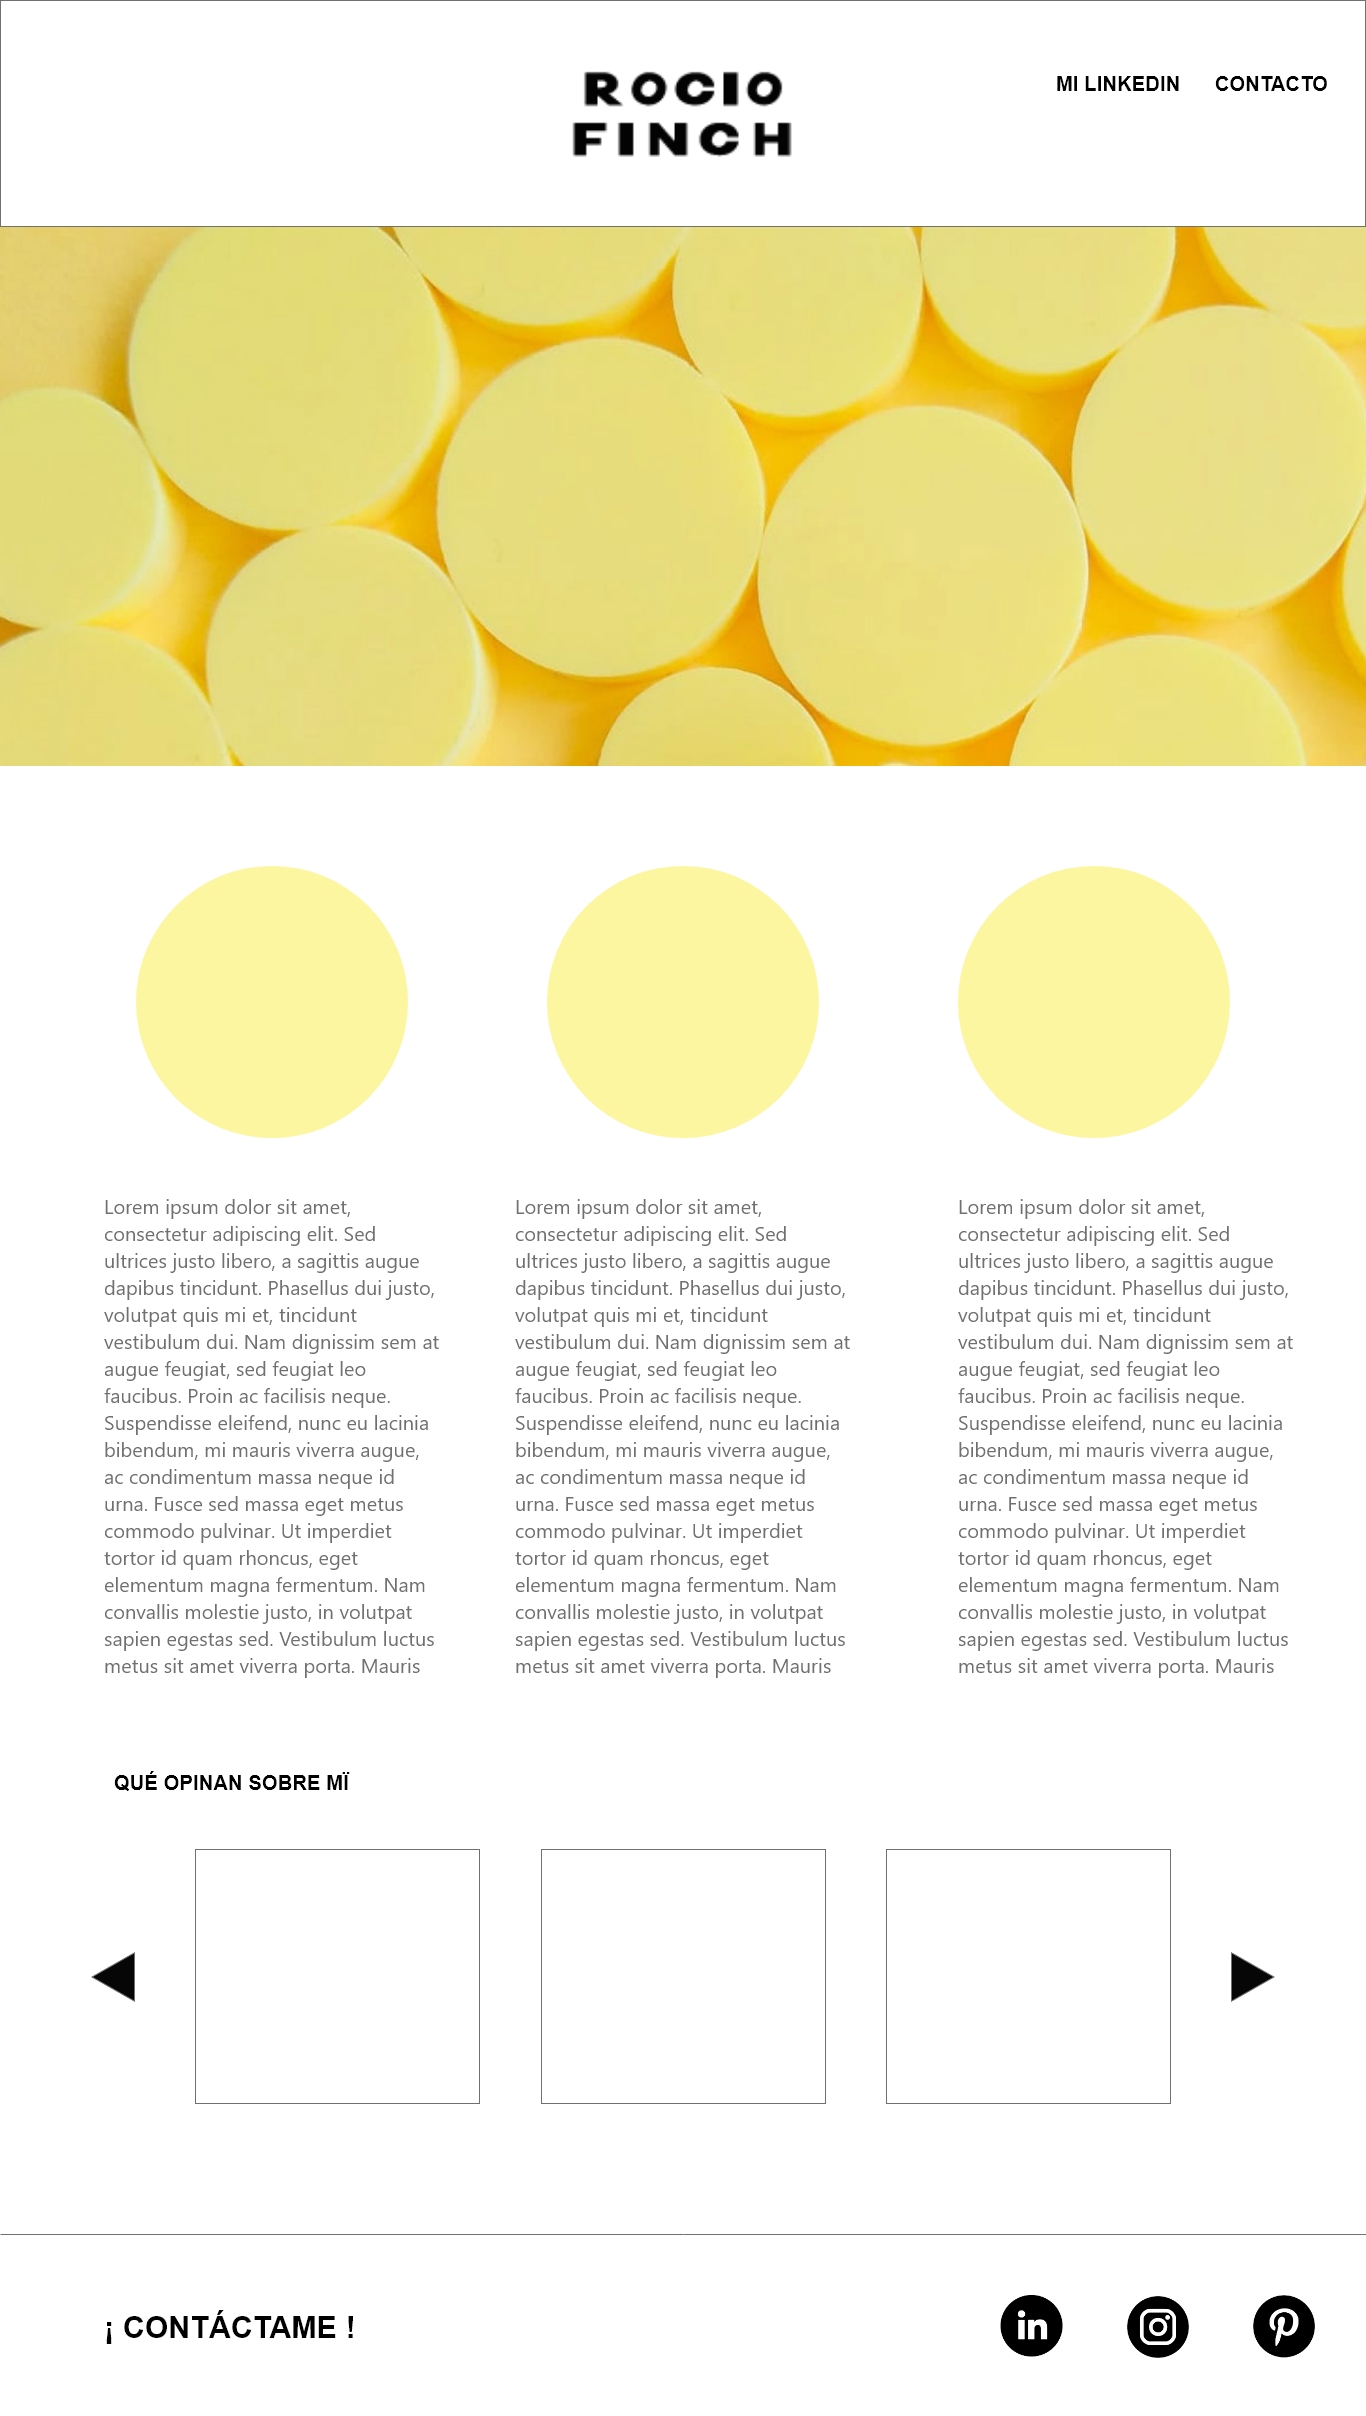 ROCIO
FINCH
MI LINKEDIN CONTACTO
Lorem ipsum dolor sit amet,
consectetur adipiscing elit. Sed
ultrices justo libero, a sagittis augue
dapibus tincidunt. Phasellus dui justo,
volutpat quis mi et, tincidunt
vestibulum dui. Nam dignissim sem at
augue feugiat, sed feugiat leo
faucibus. Proin ac facilisis neque.
Suspendisse eleifend, nunc eu lacinia
bibendum, mi mauris viverra augue,
ac condimentum massa neque id
urna. Fusce sed massa eget metus
commodo pulvinar. Ut imperdiet
tortor id quam rhoncus, eget
elementum magna fermentum. Nam
convallis molestie justo, in volutpat
sapien egestas sed. Vestibulum luctus
metus sit amet viverra porta. Mauris
Lorem ipsum dolor sit amet,
consectetur adipiscing elit. Sed
ultrices justo libero, a sagittis augue
dapibus tincidunt. Phasellus dui justo,
volutpat quis mi et, tincidunt
vestibulum dui. Nam dignissim sem at
augue feugiat, sed feugiat leo
faucibus. Proin ac facilisis neque.
Suspendisse eleifend, nunc eu lacinia
bibendum, mi mauris viverra augue,
ac condimentum massa neque id
urna. Fusce sed massa eget metus
commodo pulvinar. Ut imperdiet
tortor id quam rhoncus, eget
elementum magna fermentum. Nam
convallis molestie justo, in volutpat
sapien egestas sed. Vestibulum luctus
metus sit amet viverra porta. Mauris
Lorem ipsum dolor sit amet,
consectetur adipiscing elit. Sed
ultrices justo libero, a sagittis augue
dapibus tincidunt. Phasellus dui justo,
volutpat quis mi et, tincidunt
vestibulum dui. Nam dignissim sem at
augue feugiat, sed feugiat leo
faucibus. Proin ac facilisis neque.
Suspendisse eleifend, nunc eu lacinia
bibendum, mi mauris viverra augue,
ac condimentum massa neque id
urna. Fusce sed massa eget metus
commodo pulvinar. Ut imperdiet
tortor id quam rhoncus, eget
elementum magna fermentum. Nam
convallis molestie justo, in volutpat
sapien egestas sed. Vestibulum luctus
metus sit amet viverra porta. Mauris
QUÉ OPINAN SOBRE MÏ
¡ CONTÁCTAME !
in